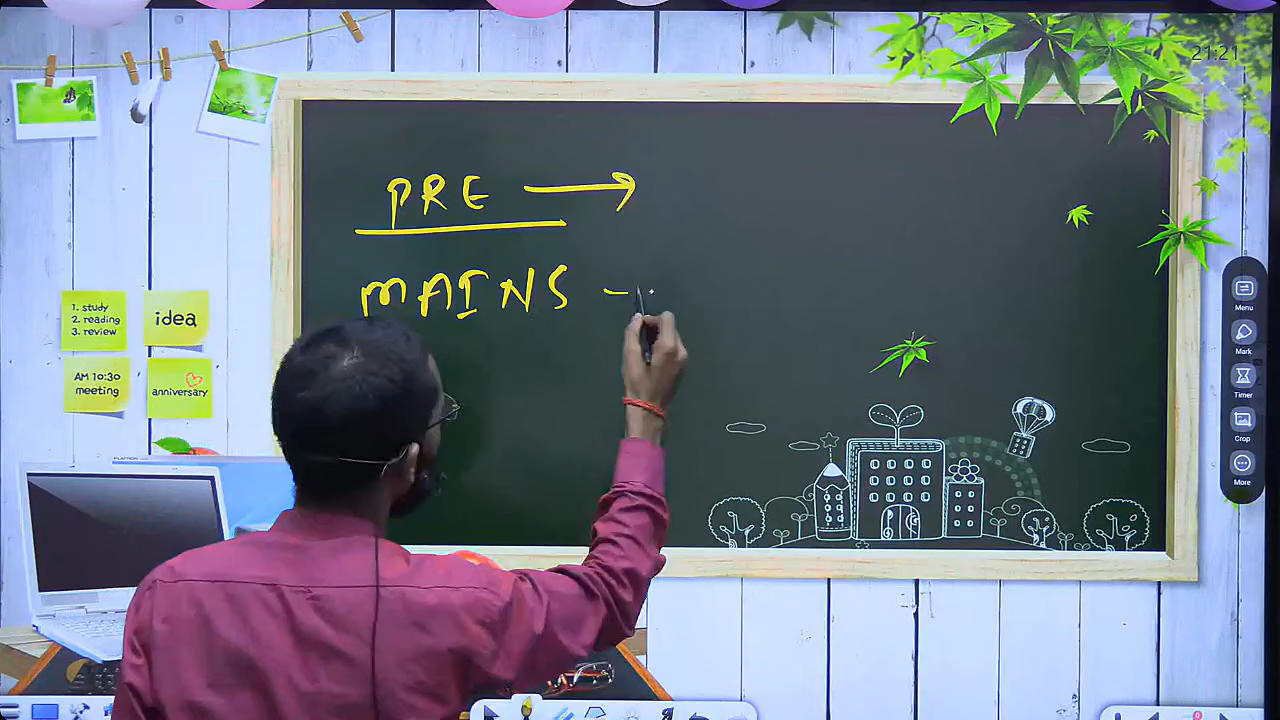 21:21
PRE →
MAINS -
1. study
2. reading
3. review
idea
AM 10:30
meeting
anniversary
Menu
Mark
Timer
Crop
More